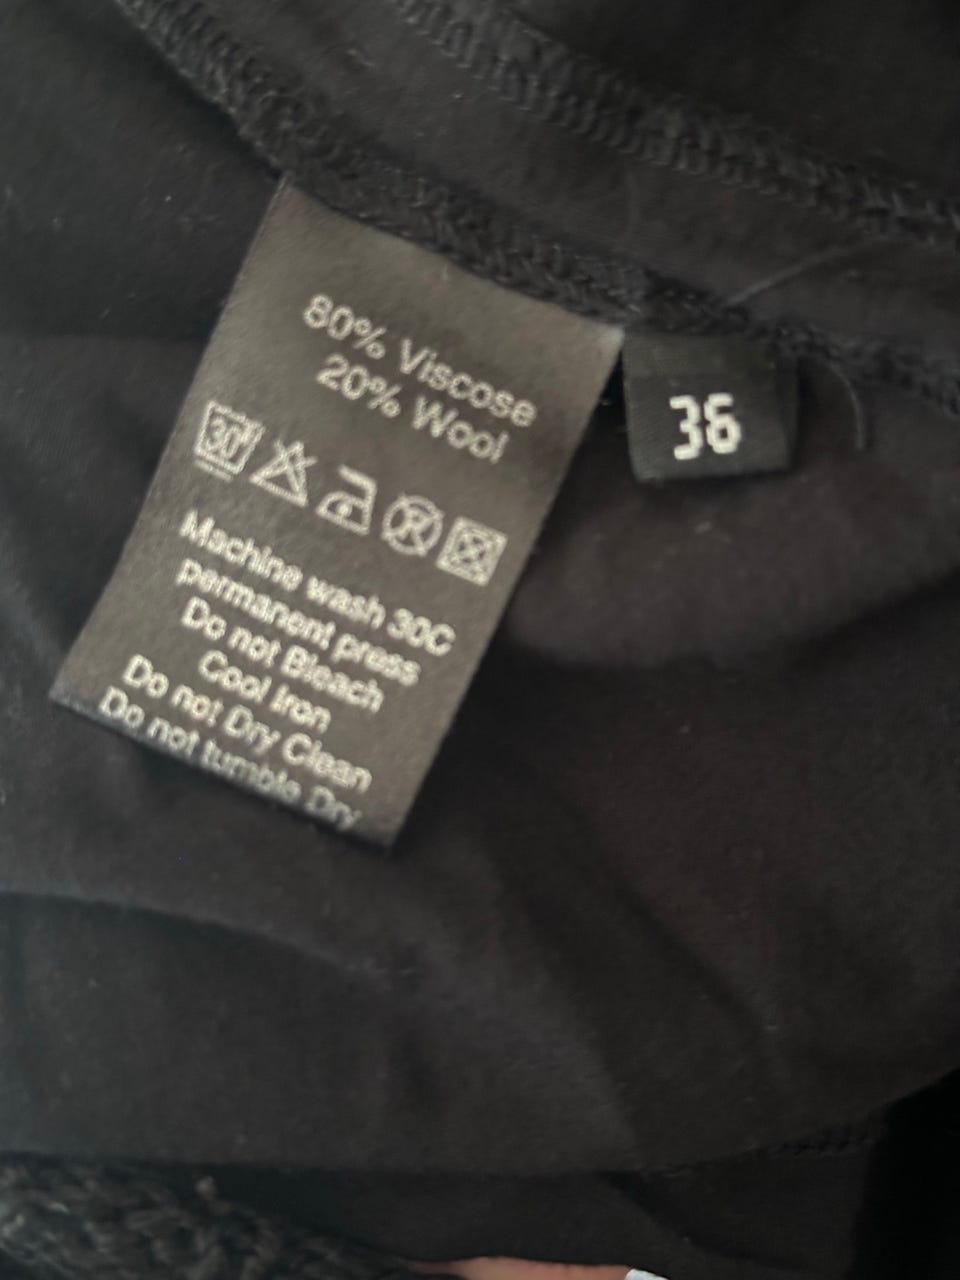 80% Viscose
20% Wool
36
30
Machine wash 30C
permanent press
Do not Bleach
Cool Iron
Do not Dry Clean
Do not tumble Dry